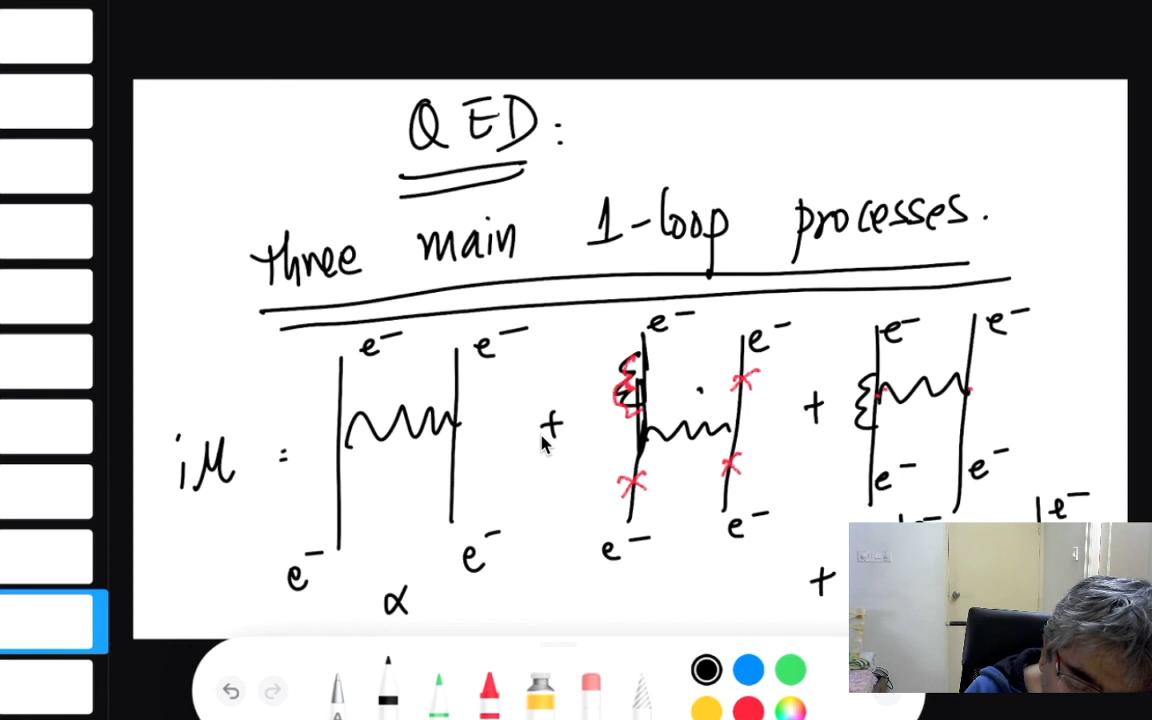 QED:
three main 1-loop processes.
e− e− e− e− e− e−
iM = + +
e− e−
e− e− e− e− e−
α +